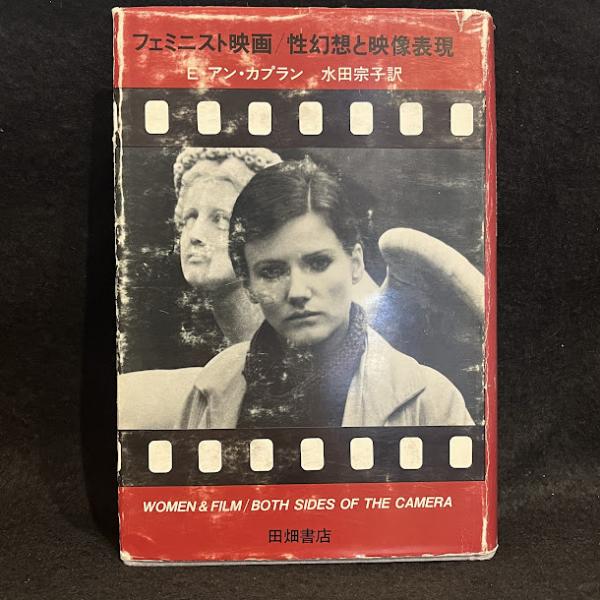 フェミニスト映画/性幻想と映像表現
E・アン・カプラン 水田宗子訳
WOMEN & FILM/BOTH SIDES OF THE CAMERA
田畑書店